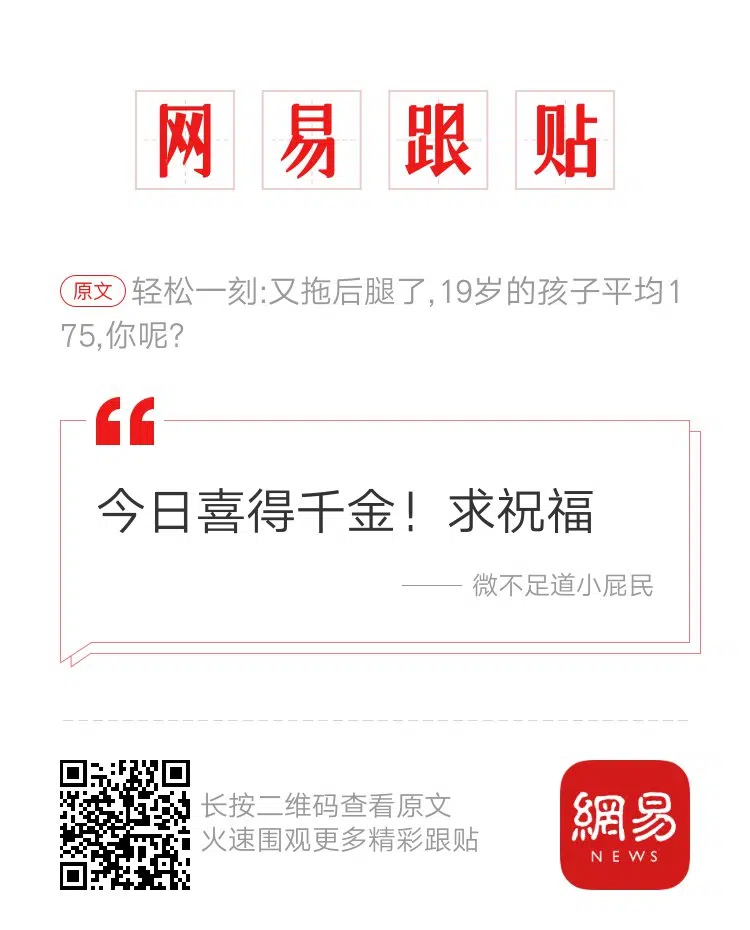 网易跟贴
原文 轻松一刻:又拖后腿了,19岁的孩子平均1
75,你呢?
今日喜得千金！求祝福
—— 微不足道小屁民
长按二维码查看原文
火速围观更多精彩跟贴
網易
NEWS